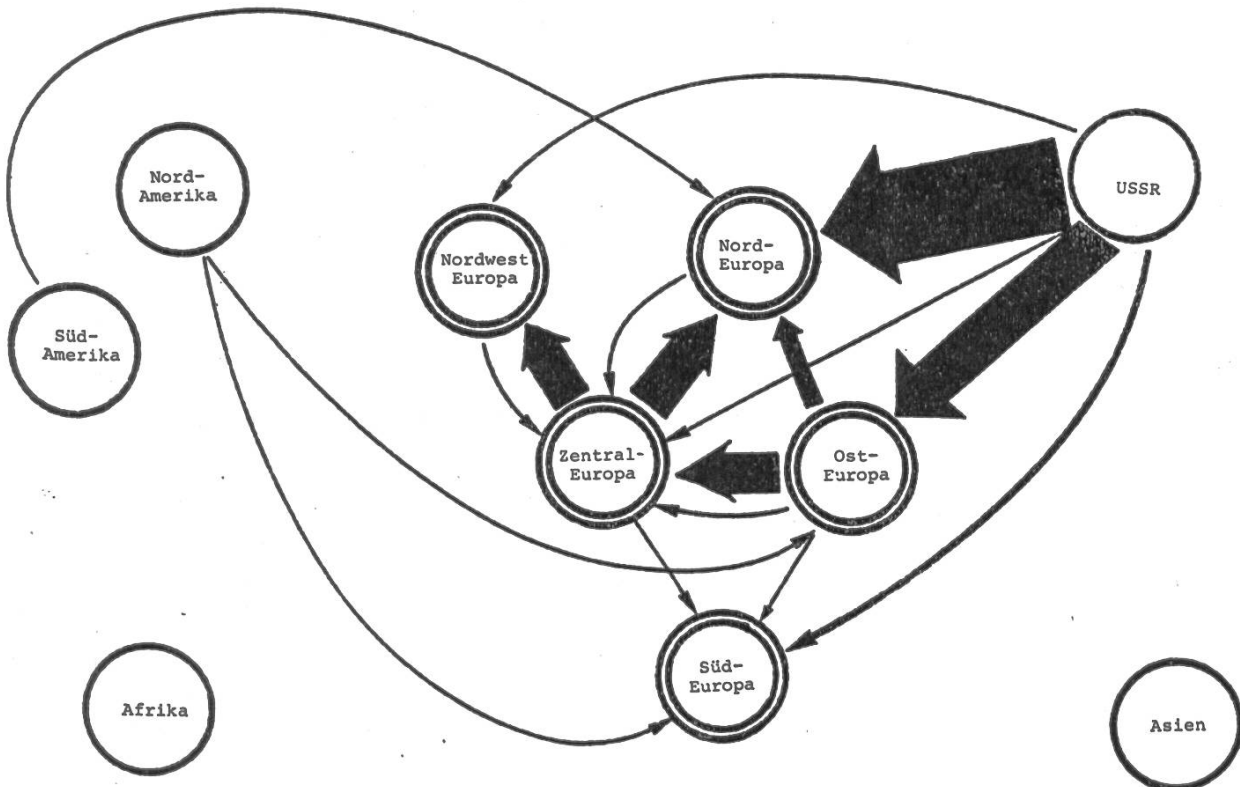 Nord-
Amerika
USSR
Nordwest
Europa
Nord-
Europa
Süd-
Amerika
Zentral-
Europa
Ost-
Europa
Süd-
Europa
Afrika
Asien